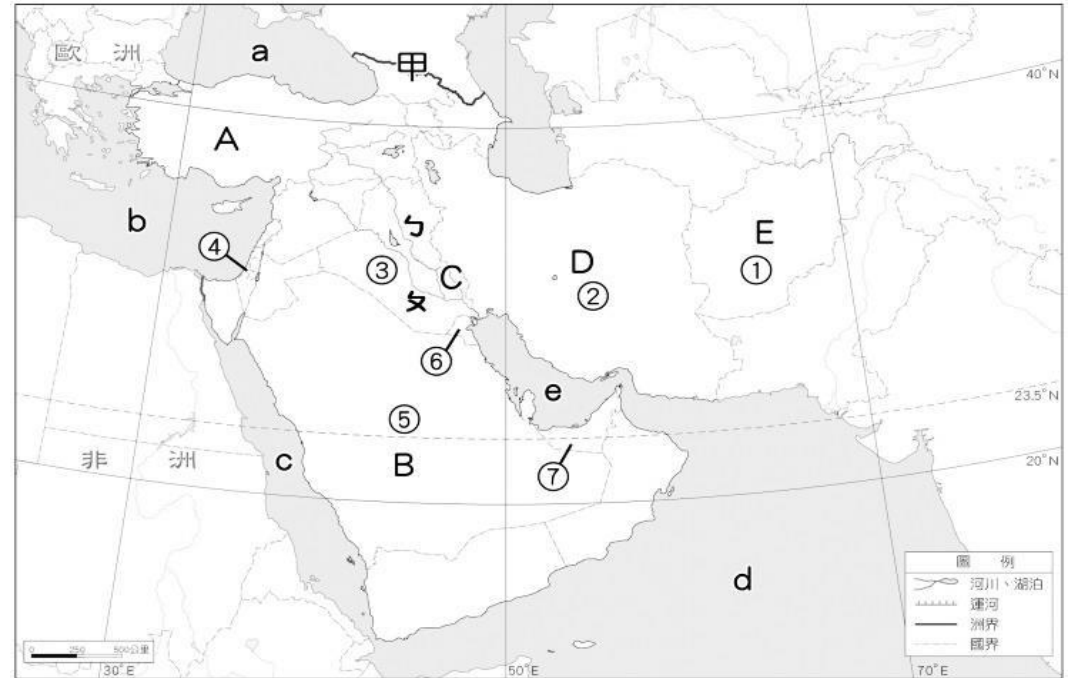 歐洲
a
甲
40°N
A
b
④
ㄅ
③
C
D
②
E
①
ㄆ
⑥
e
⑤
23.5°N
非洲
c
B
⑦
20°N
d
圖 例
河川、湖泊
運河
洲界
國界
0 250 500公里
30°E
50°E
70°E